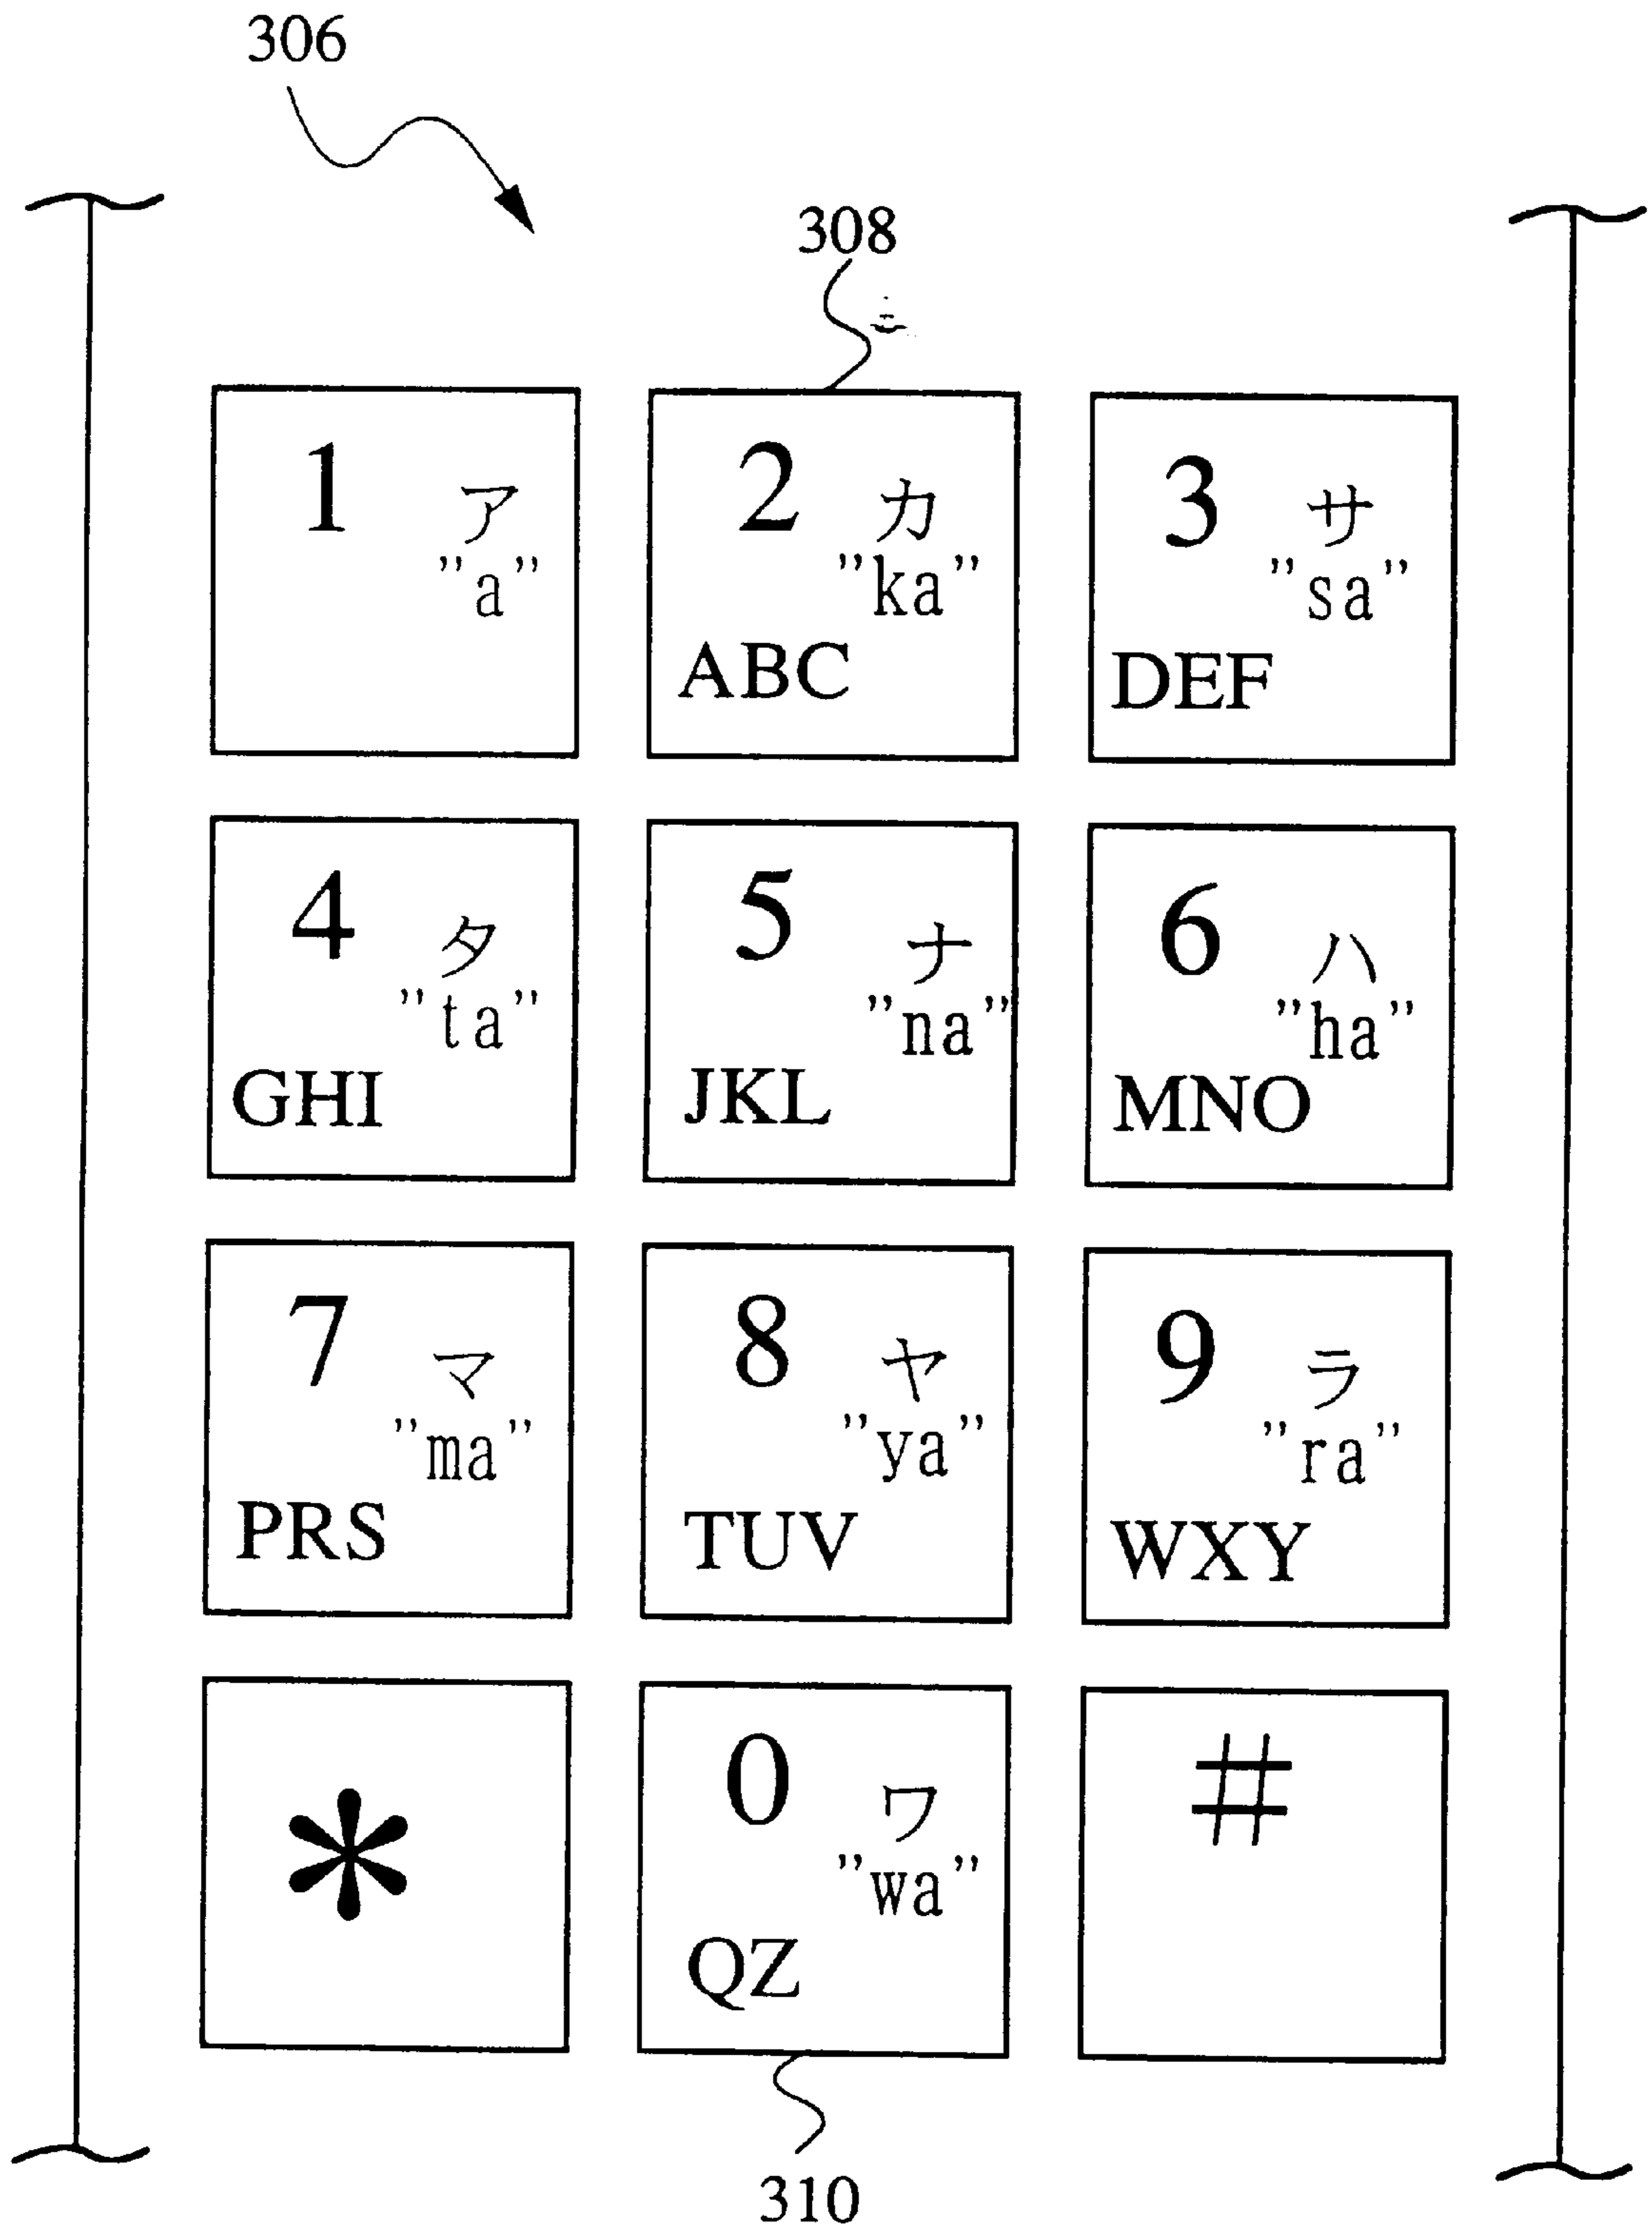 306
308
1 ア
"a"
2 カ
"ka"
ABC
3 サ
"sa"
DEF
4 タ
"ta"
GHI
5 ナ
"na"
JKL
6 ハ
"ha"
MNO
7 マ
"ma"
PRS
8 ヤ
"ya"
TUV
9 ラ
"ra"
WXY
*
0 ワ
"wa"
QZ
#
310